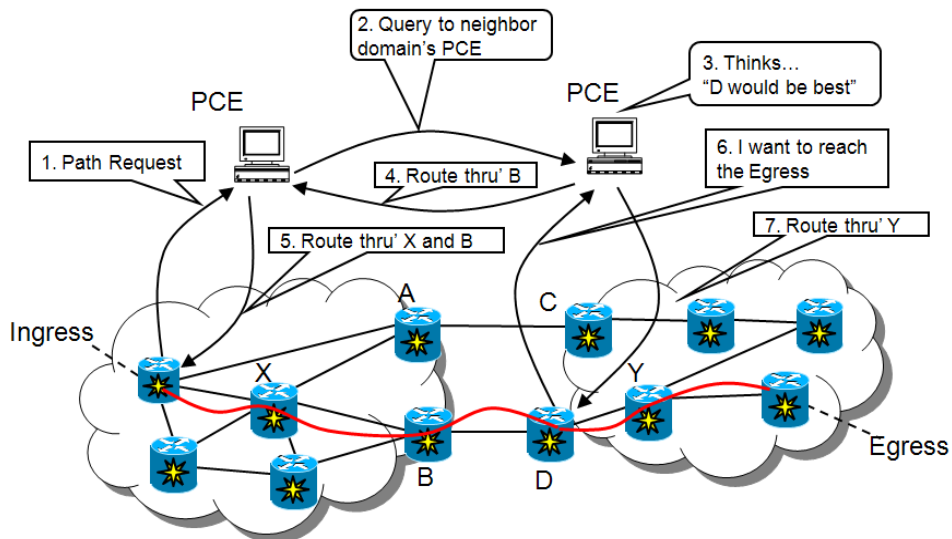 2. Query to neighbor
domain's PCE
3. Thinks…
"D would be best"
PCE
PCE
1. Path Request
6. I want to reach
the Egress
4. Route thru' B
5. Route thru' X and B
7. Route thru' Y
A
C
Ingress
X
Y
B
D
Egress